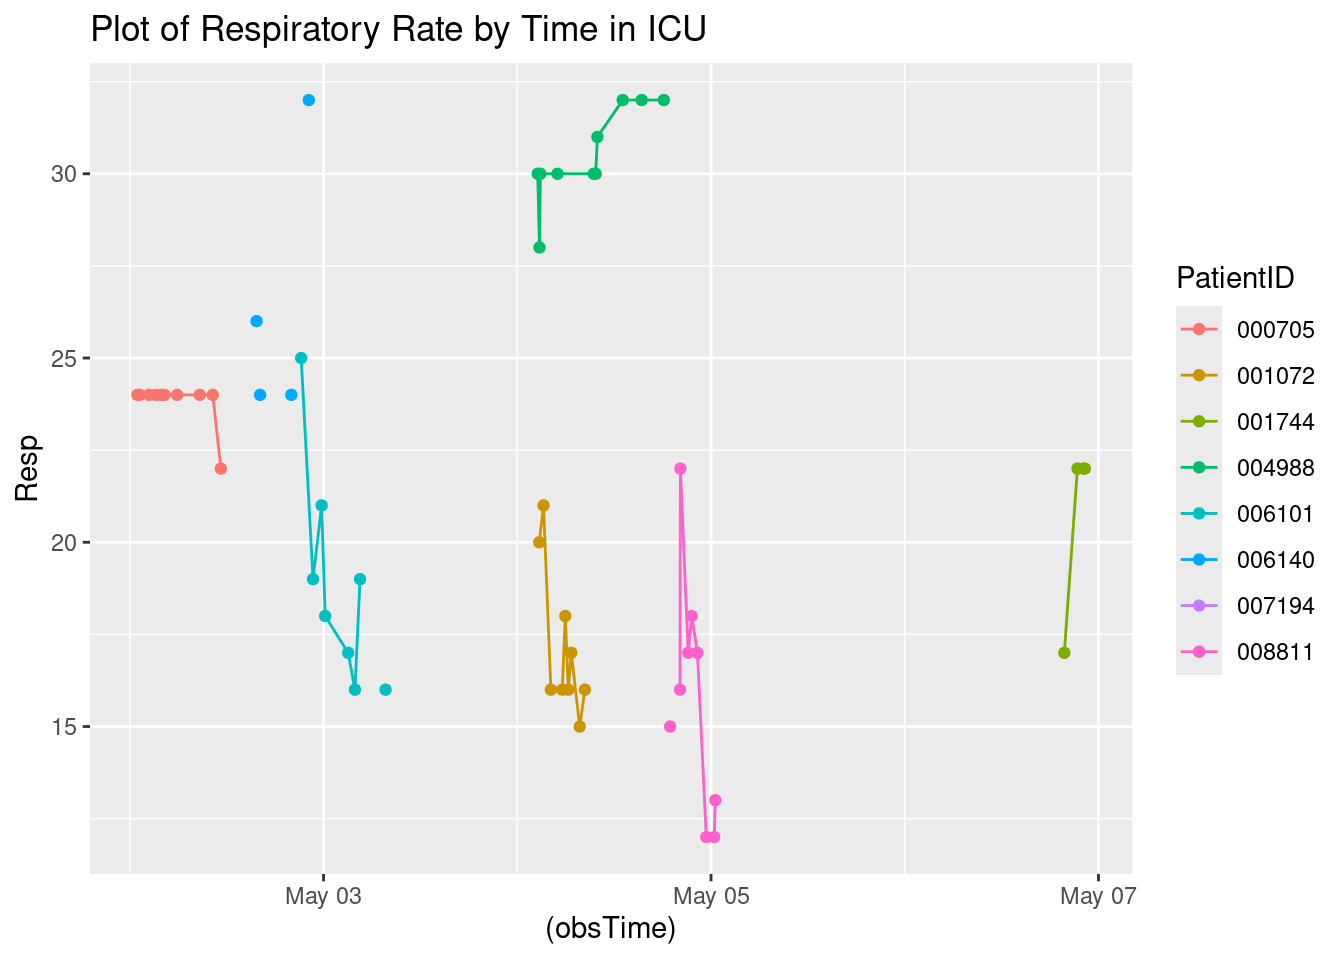 Plot of Respiratory Rate by Time in ICU
Resp
30
25
20
15
May 03
May 05
May 07
(obsTime)
PatientID
000705
001072
001744
004988
006101
006140
007194
008811